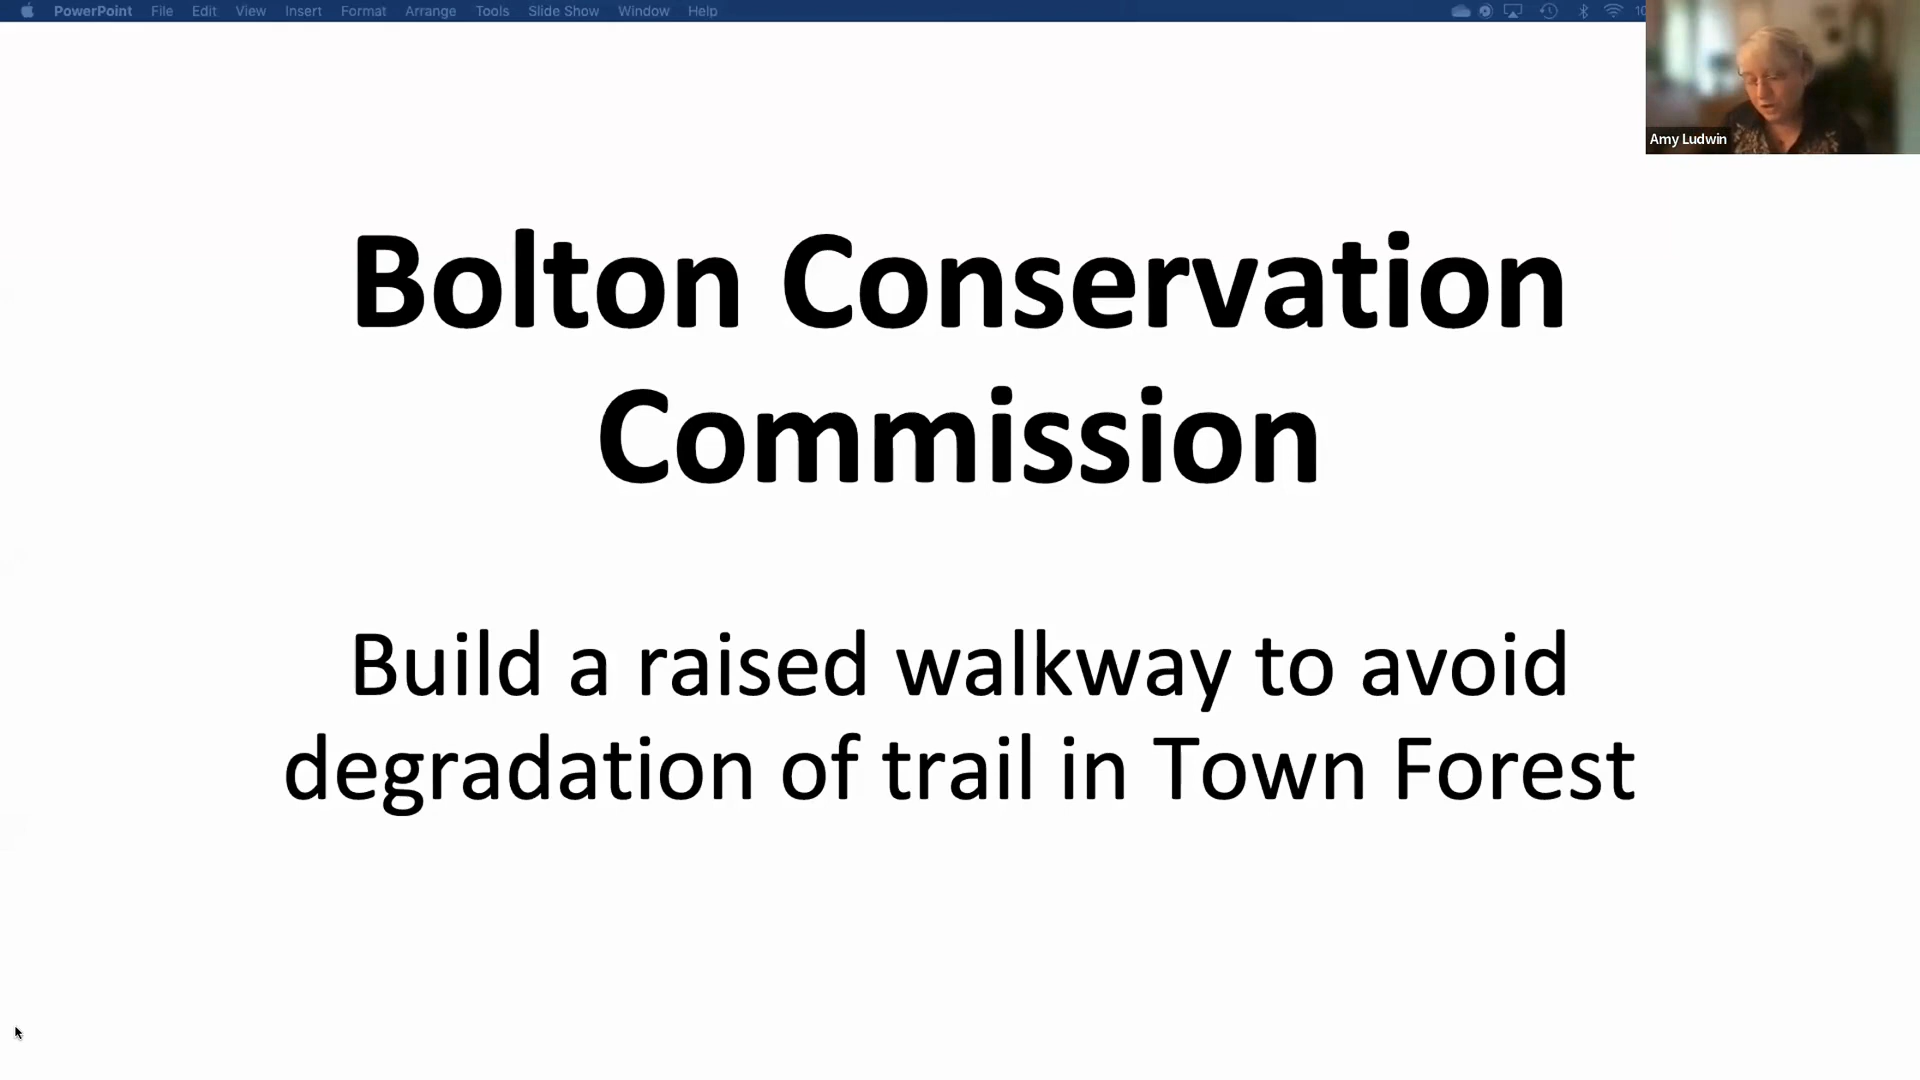 PowerPoint File Edit View Insert Format Arrange Tools Slide Show Window Help
Amy Ludwin
Bolton Conservation
Commission
Build a raised walkway to avoid
degradation of trail in Town Forest